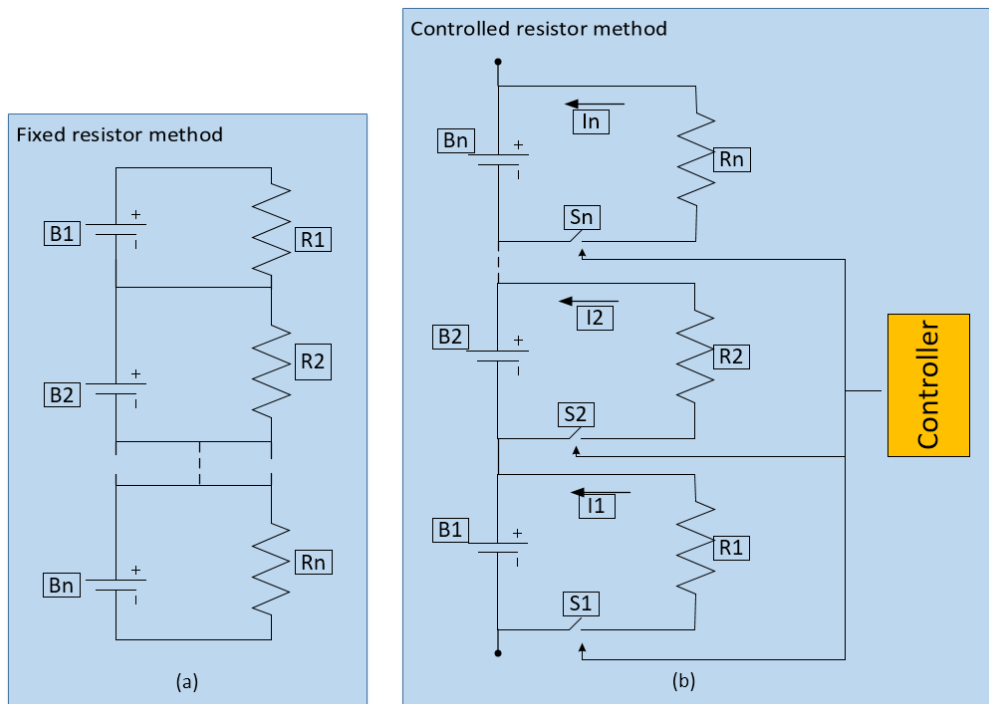 Controlled resistor method
Fixed resistor method
B1
+
R1
B2
+
R2
Bn
+
Rn
(a)
In
Bn
+
Rn
Sn
I2
B2
+
R2
S2
I1
B1
+
R1
S1
Controller
(b)